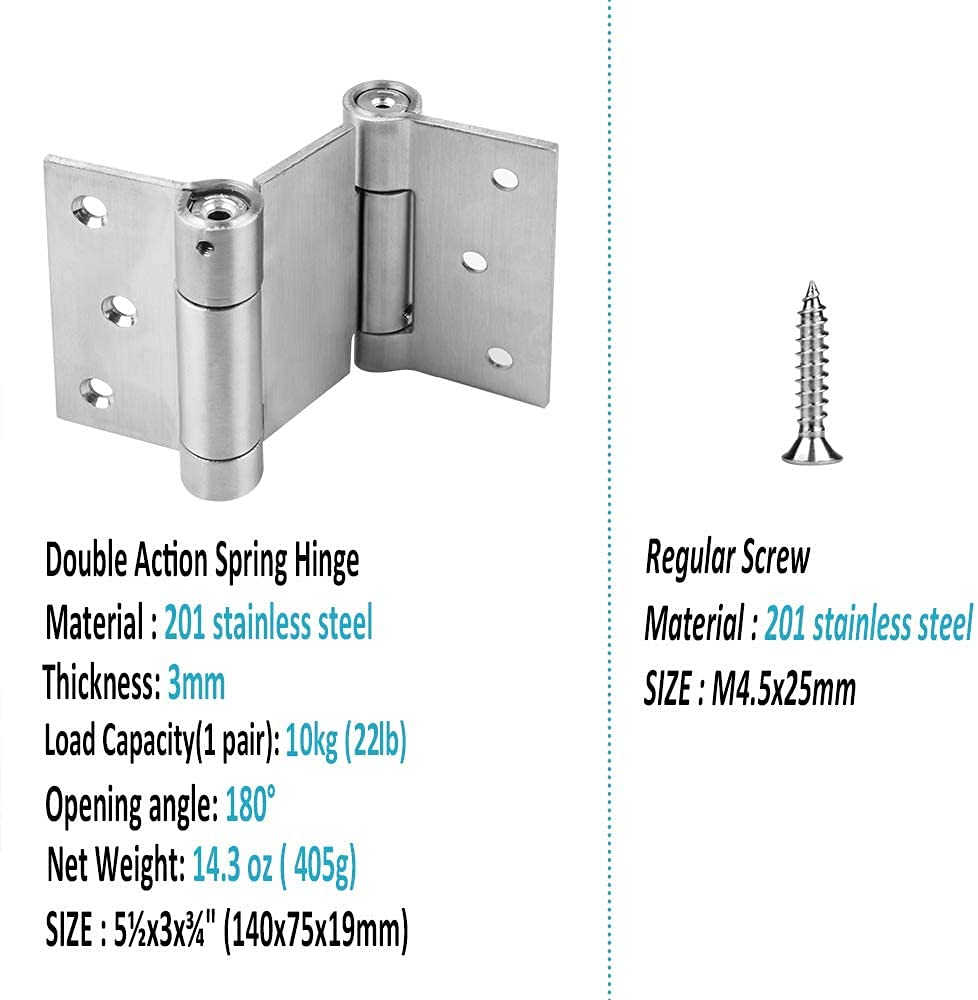 Double Action Spring Hinge
Material : 201 stainless steel
Thickness: 3mm
Load Capacity(1 pair): 10kg (22lb)
Opening angle: 180°
Net Weight: 14.3 oz ( 405g)
SIZE : 5½x3x¾" (140x75x19mm)
Regular Screw
Material : 201 stainless steel
SIZE : M4.5x25mm